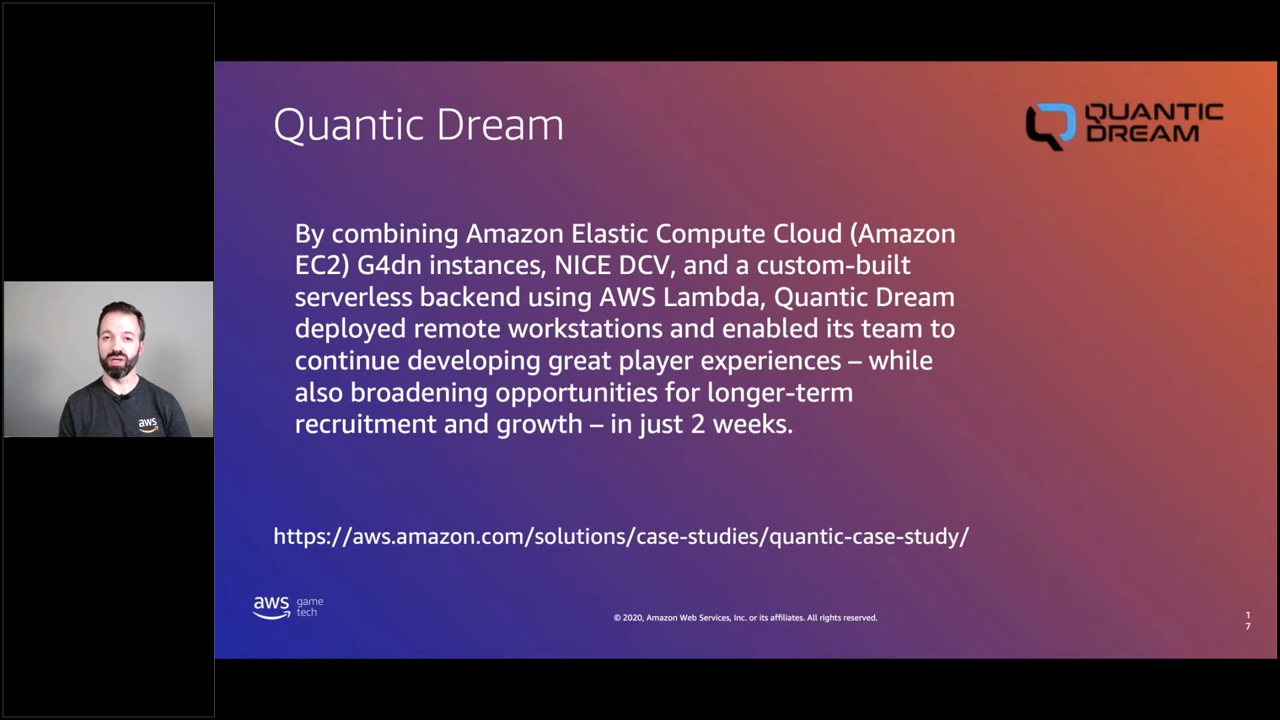 Quantic Dream
QUANTIC
DREAM
By combining Amazon Elastic Compute Cloud (Amazon
EC2) G4dn instances, NICE DCV, and a custom-built
serverless backend using AWS Lambda, Quantic Dream
deployed remote workstations and enabled its team to
continue developing great player experiences – while
also broadening opportunities for longer-term
recruitment and growth – in just 2 weeks.
aws
https://aws.amazon.com/solutions/case-studies/quantic-case-study/
aws game
tech
© 2020, Amazon Web Services, Inc. or its affiliates. All rights reserved.
1
7